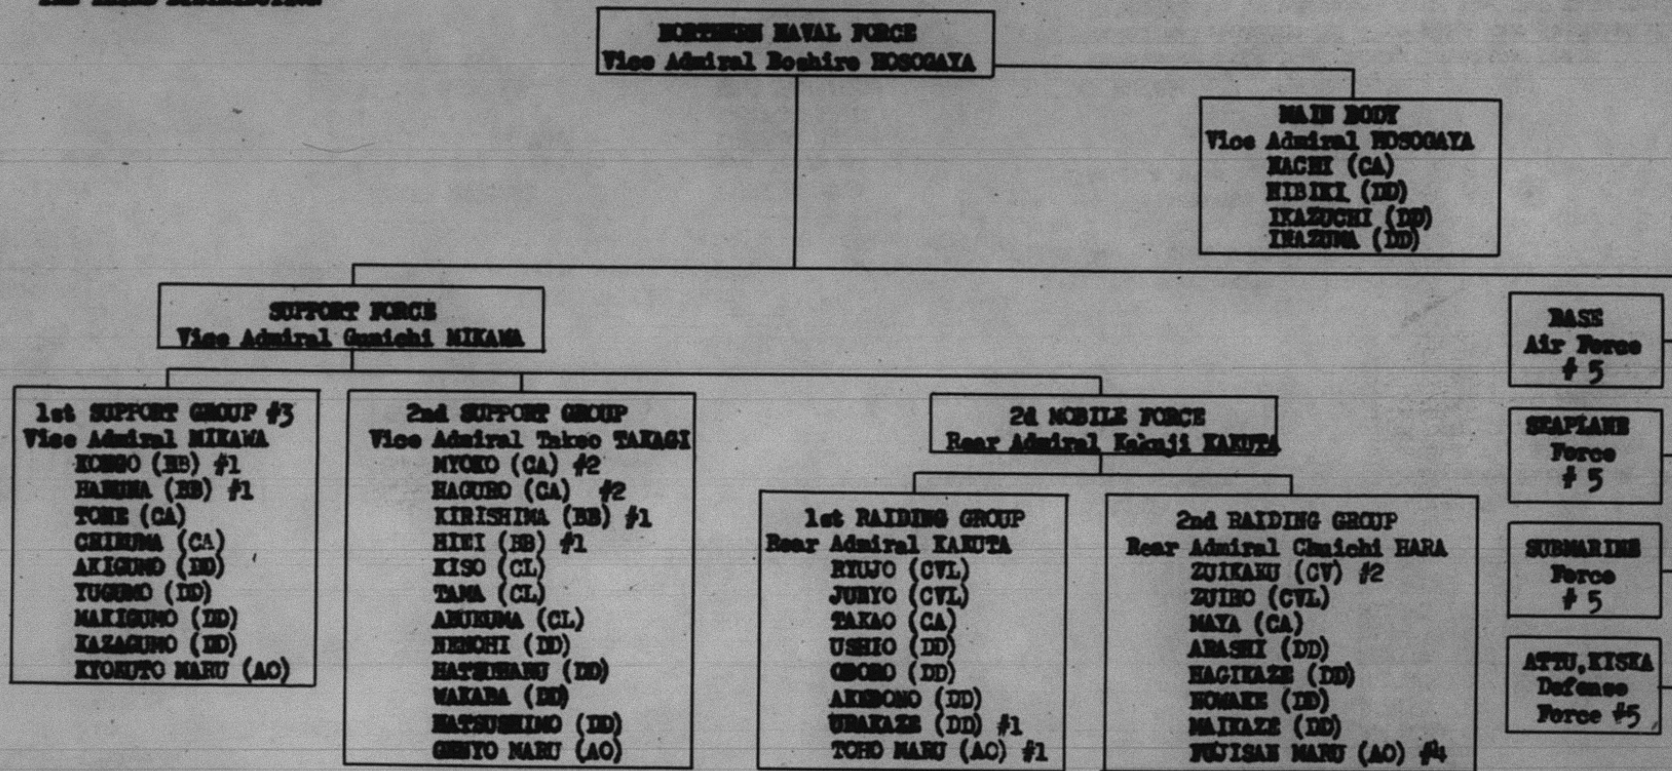 NORTHERN NAVAL FORCE
Vice Admiral Boshiro HOSOGAYA
MAIN BODY
Vice Admiral HOSOGAYA
NACHI (CA)
HIBIKI (DD)
IKAZUCHI (DD)
INAZUMA (DD)
SUPPORT FORCE
Vice Admiral Gunichi MIKAWA
1st SUPPORT GROUP #3
Vice Admiral MIKAWA
KONGO (BB) #1
HARUNA (BB) #1
TONE (CA)
CHIKUMA (CA)
AKIGUMO (DD)
YUGUMO (DD)
MAKIGUMO (DD)
KAZAGUMO (DD)
KYOKUTO MARU (AO)
2nd SUPPORT GROUP
Vice Admiral Takeo TAKAGI
MYOKO (CA) #2
HAGURO (CA) #2
KIRISHIMA (BB) #1
HIEI (BB) #1
KISO (CL)
TAMA (CL)
ABUKUMA (CL)
NENOHI (DD)
HATSUHARU (DD)
WAKABA (DD)
HATSUSHIMO (DD)
GENYO MARU (AO)
2d MOBILE FORCE
Rear Admiral Kakuji KAKUTA
1st RAIDING GROUP
Rear Admiral KAKUTA
RYUJO (CVL)
JUNYO (CVL)
TAKAO (CA)
USHIO (DD)
OBORO (DD)
AKEBONO (DD)
URAKAZE (DD) #1
TOHO MARU (AO) #1
2nd RAIDING GROUP
Rear Admiral Chuichi HARA
ZUIKAKU (CV) #2
ZUIHO (CVL)
MAYA (CA)
ARASHI (DD)
HAGIKAZE (DD)
NOWAKE (DD)
MAIKAZE (DD)
FUJISAN MARU (AO) #4
BASE
Air Force
# 5
SEAPLANE
Force
# 5
SUBMARINE
Force
# 5
ATTU, KISKA
Defense
Force #5